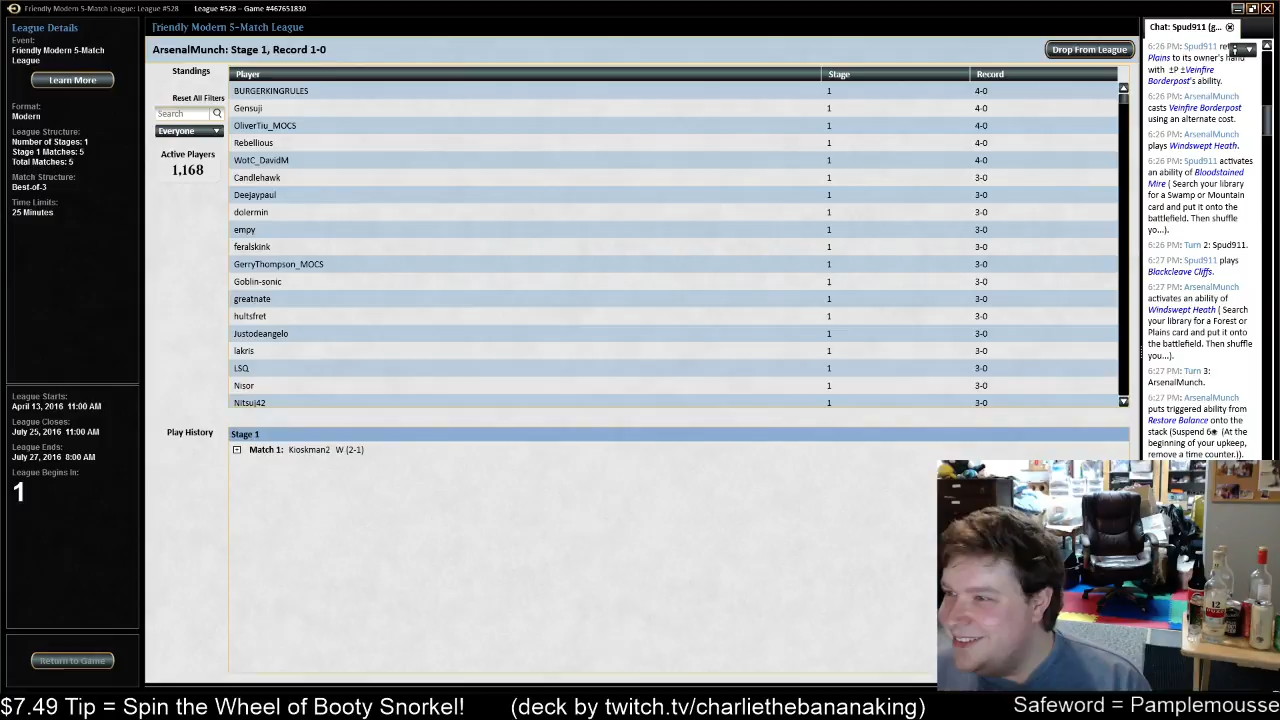 Friendly Modern 5-Match League: League #528 League #528 – Game #467651830
League Details
Event:
Friendly Modern 5-Match
League
Learn More
Format:
Modern
League Structure:
Number of Stages: 1
Stage 1 Matches: 5
Total Matches: 5
Match Structure:
Best-of-3
Time Limits:
25 Minutes
League Starts:
April 13, 2016 11:00 AM
League Closes:
July 25, 2016 11:00 AM
League Ends:
July 27, 2016 8:00 AM
League Begins In:
1
Return to Game
Friendly Modern 5-Match League
ArsenalMunch: Stage 1, Record 1-0
Drop From League
Standings
Reset All Filters
Search
Everyone
Active Players
1,168
Player Stage Record
BURGERKINGRULES 1 4-0
Gensuji 1 4-0
OliverTiu_MOCS 1 4-0
Rebellious 1 4-0
WotC_DavidM 1 4-0
Candlehawk 1 3-0
Deejaypaul 1 3-0
dolermin 1 3-0
empy 1 3-0
feralskink 1 3-0
GerryThompson_MOCS 1 3-0
Goblin-sonic 1 3-0
greatnate 1 3-0
hultsfret 1 3-0
Justodeangelo 1 3-0
lakris 1 3-0
LSQ 1 3-0
Nisor 1 3-0
Nitsuj42 1 3-0
Play History
Stage 1
Match 1: Kioskman2 W (2-1)
Chat: Spud911 (g...
6:26 PM: Spud911
Plains to its owner's hand
with ±P ±Veinfire
Borderpost's ability.
6:26 PM: ArsenalMunch
casts Veinfire Borderpost
using an alternate cost.
6:26 PM: ArsenalMunch
plays Windswept Heath.
6:26 PM: Spud911 activates
an ability of Bloodstained
Mire ( Search your library
for a Swamp or Mountain
card and put it onto the
battlefield. Then shuffle
yo...).
6:26 PM: Turn 2: Spud911.
6:27 PM: Spud911 plays
Blackcleave Cliffs.
6:27 PM: ArsenalMunch
activates an ability of
Windswept Heath ( Search
your library for a Forest or
Plains card and put it onto
the battlefield. Then shuffle
you...).
6:27 PM: Turn 3:
ArsenalMunch.
6:27 PM: ArsenalMunch
puts triggered ability from
Restore Balance onto the
stack (Suspend 6 (At the
beginning of your upkeep,
remove a time counter.)).
$7.49 Tip = Spin the Wheel of Booty Snorkel! (deck by twitch.tv/charliethebananaking) Safeword = Pamplemousse